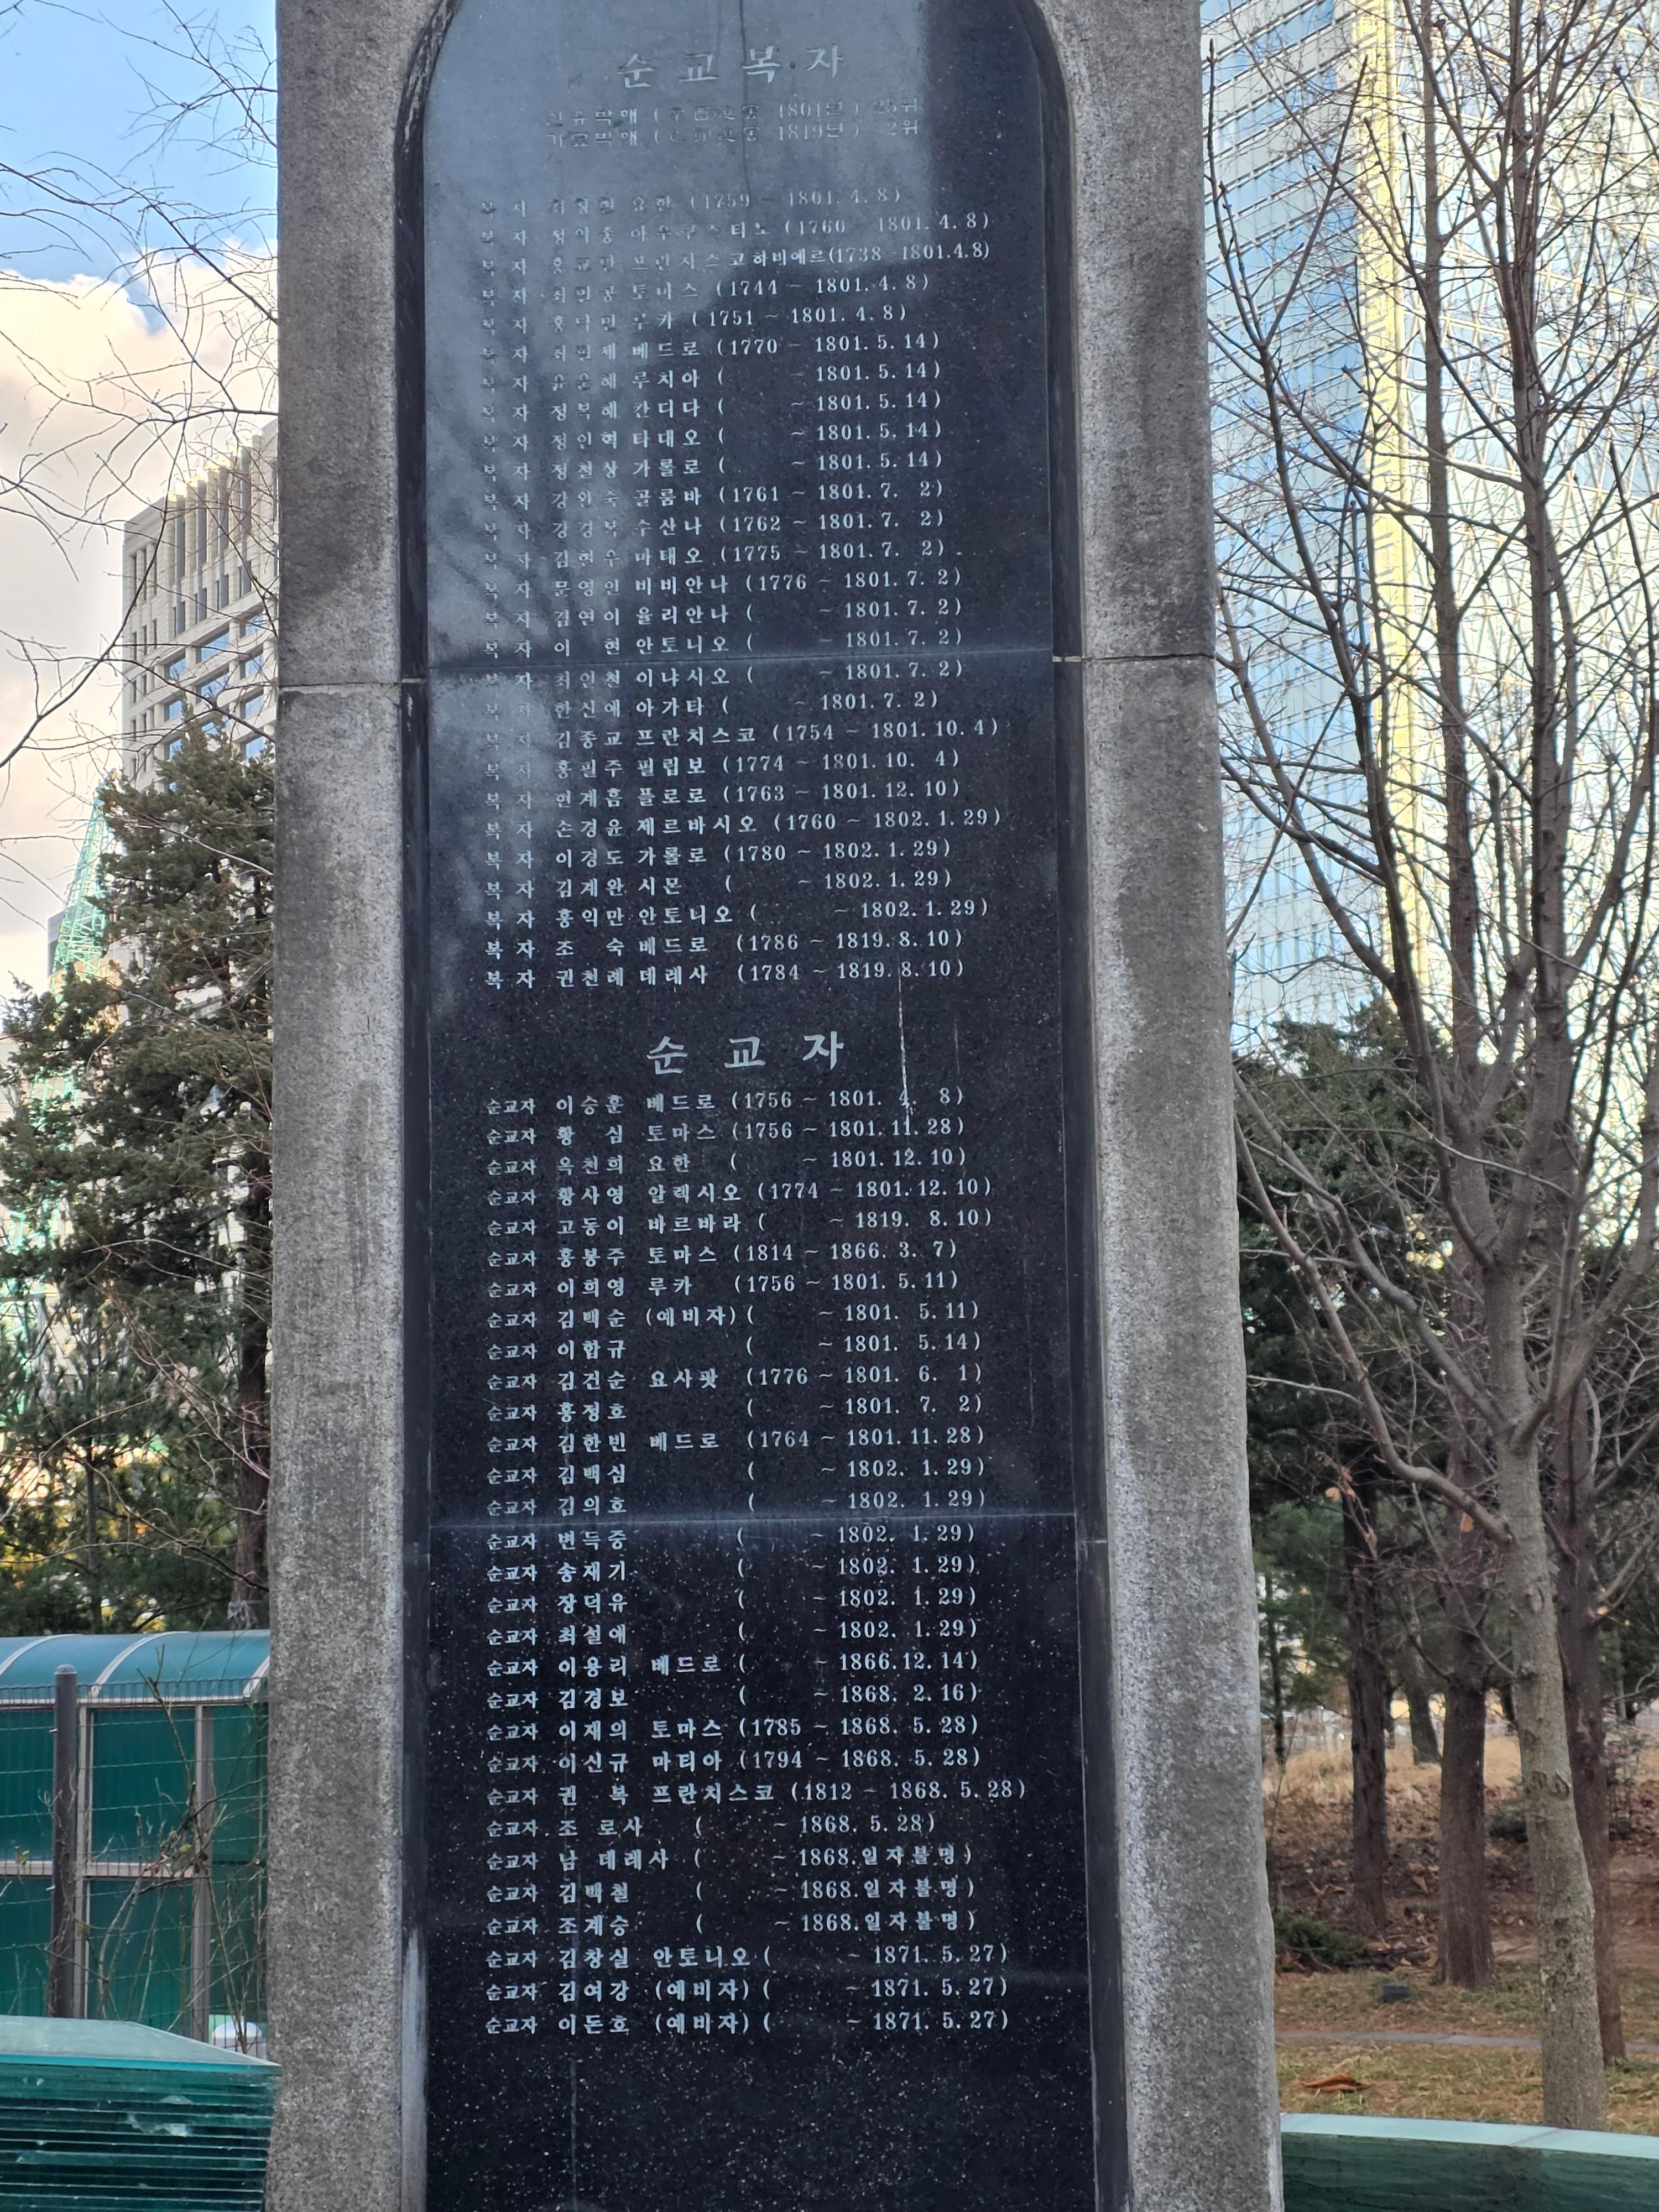 순교복자
신유박해 (辛酉迫害 1801년) 25위
기묘박해 (己卯迫害 1819년) 2위
복 자 최창현 요한 (1759 ~ 1801.4.8)
복 자 정약종 아우구스티노 (1760 ~ 1801.4.8)
복 자 홍교만 프란치스코하비에르(1738 ~1801.4.8)
복 자 최필공 토마스 (1744 ~ 1801.4.8)
복 자 홍낙민 루카 (1751 ~ 1801.4.8)
복 자 최필제 베드로 (1770 ~ 1801.5.14)
복 자 윤운혜 루치아 ( ~ 1801.5.14)
복 자 정복혜 칸디다 ( ~ 1801.5.14)
복 자 정인혁 타대오 ( ~ 1801.5.14)
복 자 정철상 가롤로 ( ~ 1801.5.14)
복 자 강완숙 골룸바 (1761 ~ 1801.7. 2)
복 자 강경복 수산나 (1762 ~ 1801.7. 2)
복 자 김현우 마태오 (1775 ~ 1801.7. 2)
복 자 문영인 비비안나 (1776 ~ 1801.7.2)
복 자 김연이 율리안나 ( ~ 1801.7.2)
복 자 이 현 안토니오 ( ~ 1801.7.2)
복 자 최인철 이냐시오 ( ~ 1801.7.2)
복 자 한신애 아가타 ( ~ 1801.7.2)
복 자 김종교 프란치스코 (1754 ~ 1801.10.4)
복 자 홍필주 필립보 (1774 ~ 1801.10. 4)
복 자 현계흠 플로로 (1763 ~ 1801.12.10)
복 자 손경윤 제르바시오 (1760 ~ 1802.1.29)
복 자 이경도 가롤로 (1780 ~ 1802.1.29)
복 자 김계완 시몬 ( ~ 1802.1.29)
복 자 홍익만 안토니오 ( ~ 1802.1.29)
복 자 조 숙 베드로 (1786 ~ 1819.8.10)
복 자 권천례 데레사 (1784 ~ 1819.8.10)
순교자
순교자 이승훈 베드로 (1756 ~ 1801. 4. 8)
순교자 황 심 토마스 (1756 ~ 1801.11.28)
순교자 옥천희 요한 ( ~ 1801.12.10)
순교자 황사영 알렉시오 (1774 ~ 1801.12.10)
순교자 고동이 바르바라 ( ~ 1819. 8.10)
순교자 홍봉주 토마스 (1814 ~ 1866.3. 7)
순교자 이희영 루카 (1756 ~ 1801.5.11)
순교자 김백순 (예비자) ( ~ 1801. 5.11)
순교자 이합규 ( ~ 1801. 5.14)
순교자 김건순 요사팟 (1776 ~ 1801. 6. 1)
순교자 홍정호 ( ~ 1801. 7. 2)
순교자 김한빈 베드로 (1764 ~ 1801.11.28)
순교자 김백심 ( ~ 1802. 1.29)
순교자 김의호 ( ~ 1802. 1.29)
순교자 변득중 ( ~ 1802. 1.29)
순교자 송재기 ( ~ 1802. 1.29)
순교자 장덕유 ( ~ 1802. 1.29)
순교자 최설애 ( ~ 1802. 1.29)
순교자 이용래 베드로 ( ~ 1866.12.14)
순교자 김경보 ( ~ 1868. 2.16)
순교자 이재의 토마스 (1785 ~ 1868. 5.28)
순교자 이신규 마티아 (1794 ~ 1868. 5.28)
순교자 권 복 프란치스코 (1812 ~ 1868.5.28)
순교자 조 로사 ( ~ 1868.5.28)
순교자 남 데레사 ( ~ 1868.일자불명)
순교자 김백철 ( ~ 1868.일자불명)
순교자 조계승 ( ~ 1868.일자불명)
순교자 김창실 안토니오 ( ~ 1871.5.27)
순교자 김여강 (예비자) ( ~ 1871.5.27)
순교자 이돈호 (예비자) ( ~ 1871.5.27)